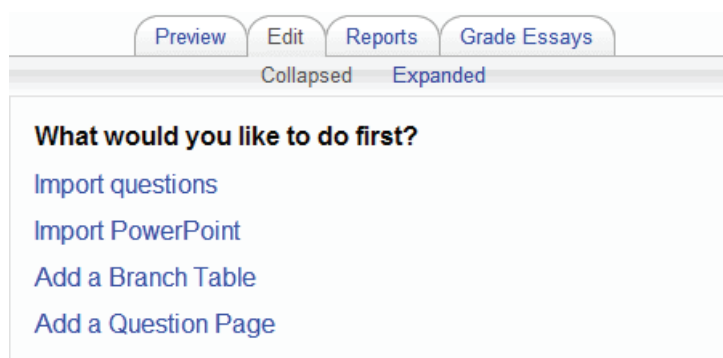 Preview Edit Reports Grade Essays
Collapsed Expanded
What would you like to do first?
Import questions
Import PowerPoint
Add a Branch Table
Add a Question Page